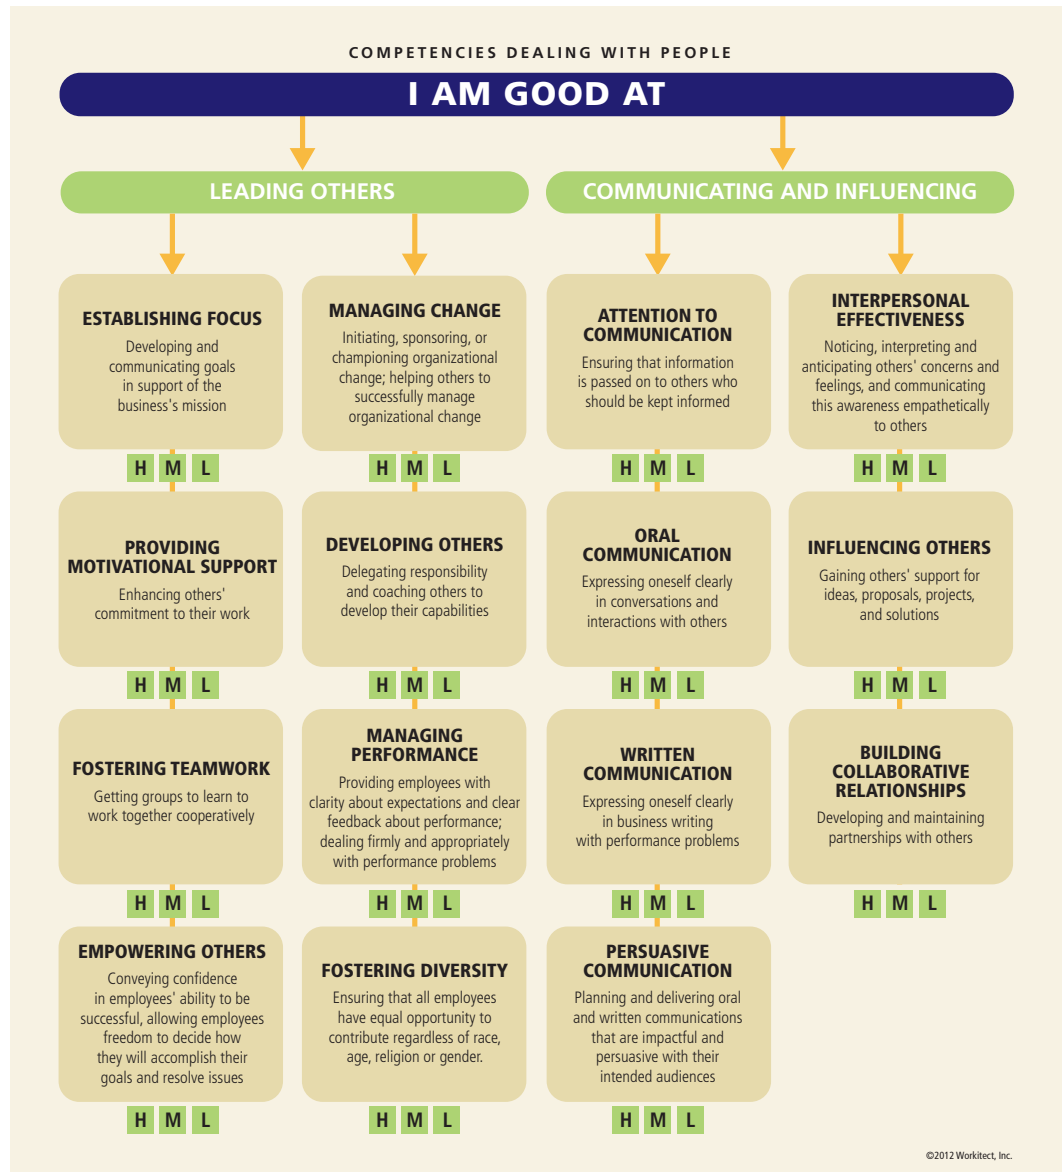 COMPETENCIES DEALING WITH PEOPLE
I AM GOOD AT
LEADING OTHERS
ESTABLISHING FOCUS
Developing and
communicating goals
in support of the
business's mission
H M L
PROVIDING
MOTIVATIONAL SUPPORT
Enhancing others'
commitment to their work
H M L
FOSTERING TEAMWORK
Getting groups to learn to
work together cooperatively
H M L
EMPOWERING OTHERS
Conveying confidence
in employees' ability to be
successful, allowing employees
freedom to decide how
they will accomplish their
goals and resolve issues
H M L
MANAGING CHANGE
Initiating, sponsoring, or
championing organizational
change; helping others to
successfully manage
organizational change
H M L
DEVELOPING OTHERS
Delegating responsibility
and coaching others to
develop their capabilities
H M L
MANAGING
PERFORMANCE
Providing employees with
clarity about expectations and clear
feedback about performance;
dealing firmly and appropriately
with performance problems
H M L
FOSTERING DIVERSITY
Ensuring that all employees
have equal opportunity to
contribute regardless of race,
age, religion or gender.
H M L
COMMUNICATING AND INFLUENCING
ATTENTION TO
COMMUNICATION
Ensuring that information
is passed on to others who
should be kept informed
H M L
ORAL
COMMUNICATION
Expressing oneself clearly
in conversations and
interactions with others
H M L
WRITTEN
COMMUNICATION
Expressing oneself clearly
in business writing
with performance problems
H M L
PERSUASIVE
COMMUNICATION
Planning and delivering oral
and written communications
that are impactful and
persuasive with their
intended audiences
H M L
INTERPERSONAL
EFFECTIVENESS
Noticing, interpreting and
anticipating others' concerns and
feelings, and communicating
this awareness empathetically
to others
H M L
INFLUENCING OTHERS
Gaining others' support for
ideas, proposals, projects,
and solutions
H M L
BUILDING
COLLABORATIVE
RELATIONSHIPS
Developing and maintaining
partnerships with others
H M L
©2012 Workitect, Inc.